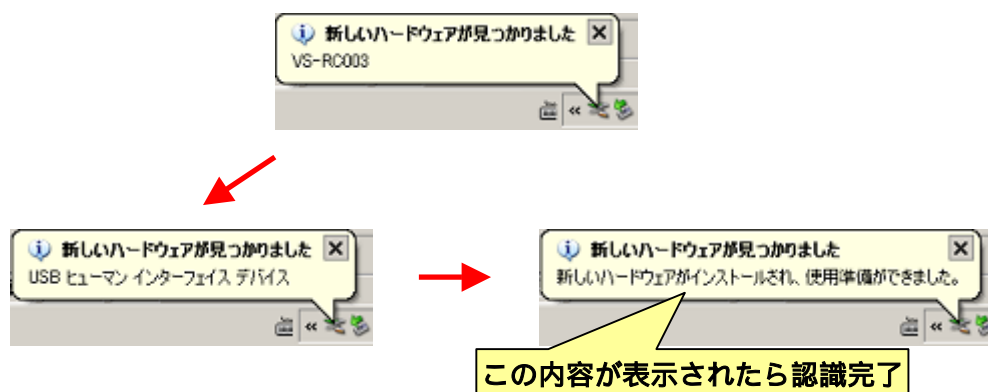 新しいハードウェアが見つかりました
VS-RC003
«
新しいハードウェアが見つかりました
USB ヒューマン インターフェイス デバイス
«
新しいハードウェアが見つかりました
新しいハードウェアがインストールされ、使用準備ができました。
«
この内容が表示されたら認識完了